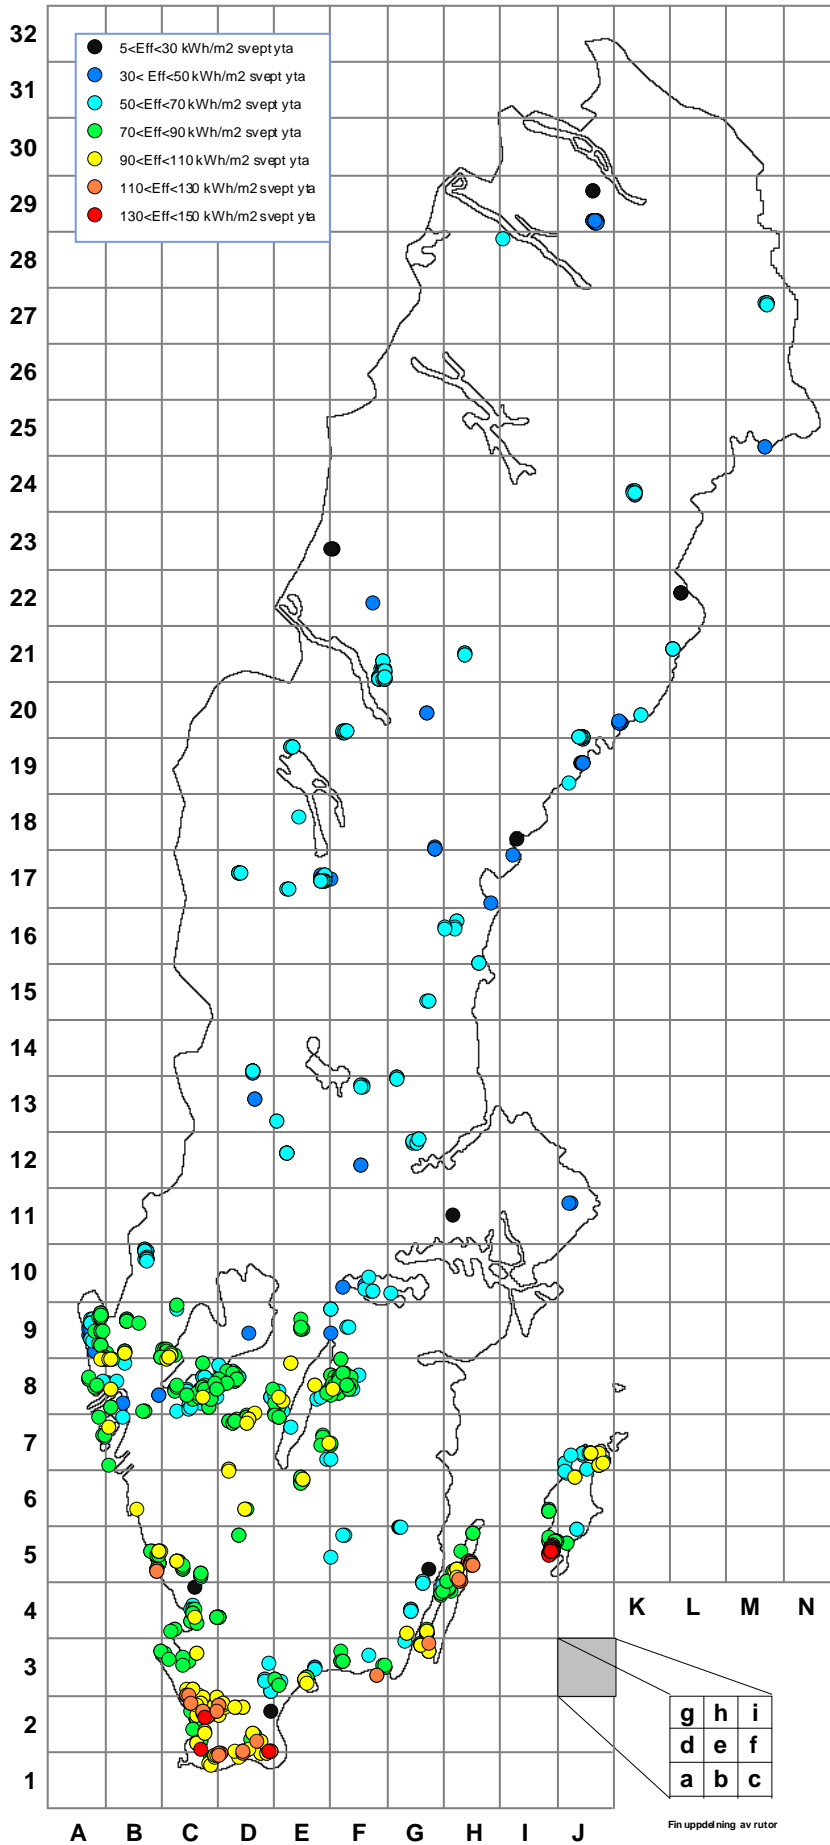 32
5<Eff<30 kWh/m2 svept yta
30< Eff<50 kWh/m2 svept yta
50<Eff<70 kWh/m2 svept yta
70<Eff<90 kWh/m2 svept yta
90<Eff<110 kWh/m2 svept yta
110<Eff<130 kWh/m2 svept yta
130<Eff<150 kWh/m2 svept yta
31
30
29
28
27
26
25
24
23
22
21
20
19
18
17
16
15
14
13
12
11
10
9
8
7
6
5
4
K L M N
3
2
1
g h i
d e f
a b c
A B C D E F G H I J
Fin uppdelning av rutor